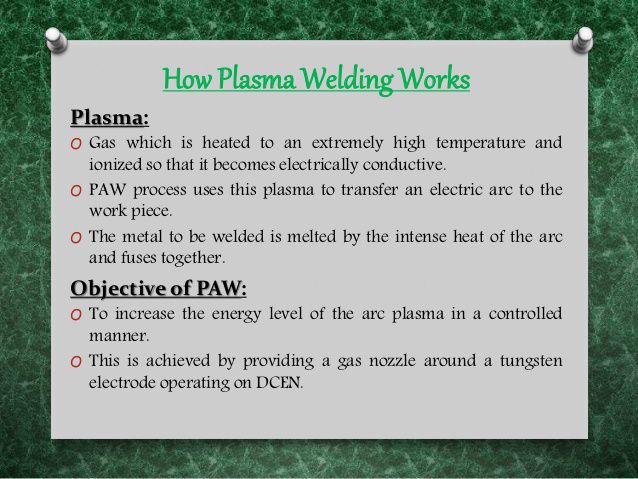 How Plasma Welding Works
Plasma:
O Gas which is heated to an extremely high temperature and
ionized so that it becomes electrically conductive.
O PAW process uses this plasma to transfer an electric arc to the
work piece.
O The metal to be welded is melted by the intense heat of the arc
and fuses together.
Objective of PAW:
O To increase the energy level of the arc plasma in a controlled
manner.
O This is achieved by providing a gas nozzle around a tungsten
electrode operating on DCEN.